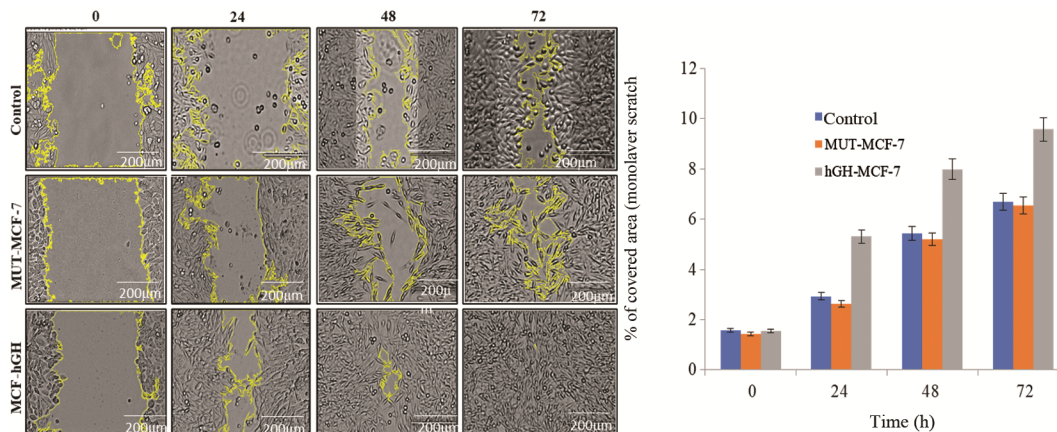 0 24 48 72
Control
200µm 200µm 200µm 200µm
MUT-MCF-7
200µm 200µm 200µ 200µm
m
MCF-hGH
200µm 200µm 200µm 200µm
% of covered area (monolaver scratch
12
10
8
6
4
2
0
Control
MUT-MCF-7
hGH-MCF-7
0 24 48 72
Time (h)